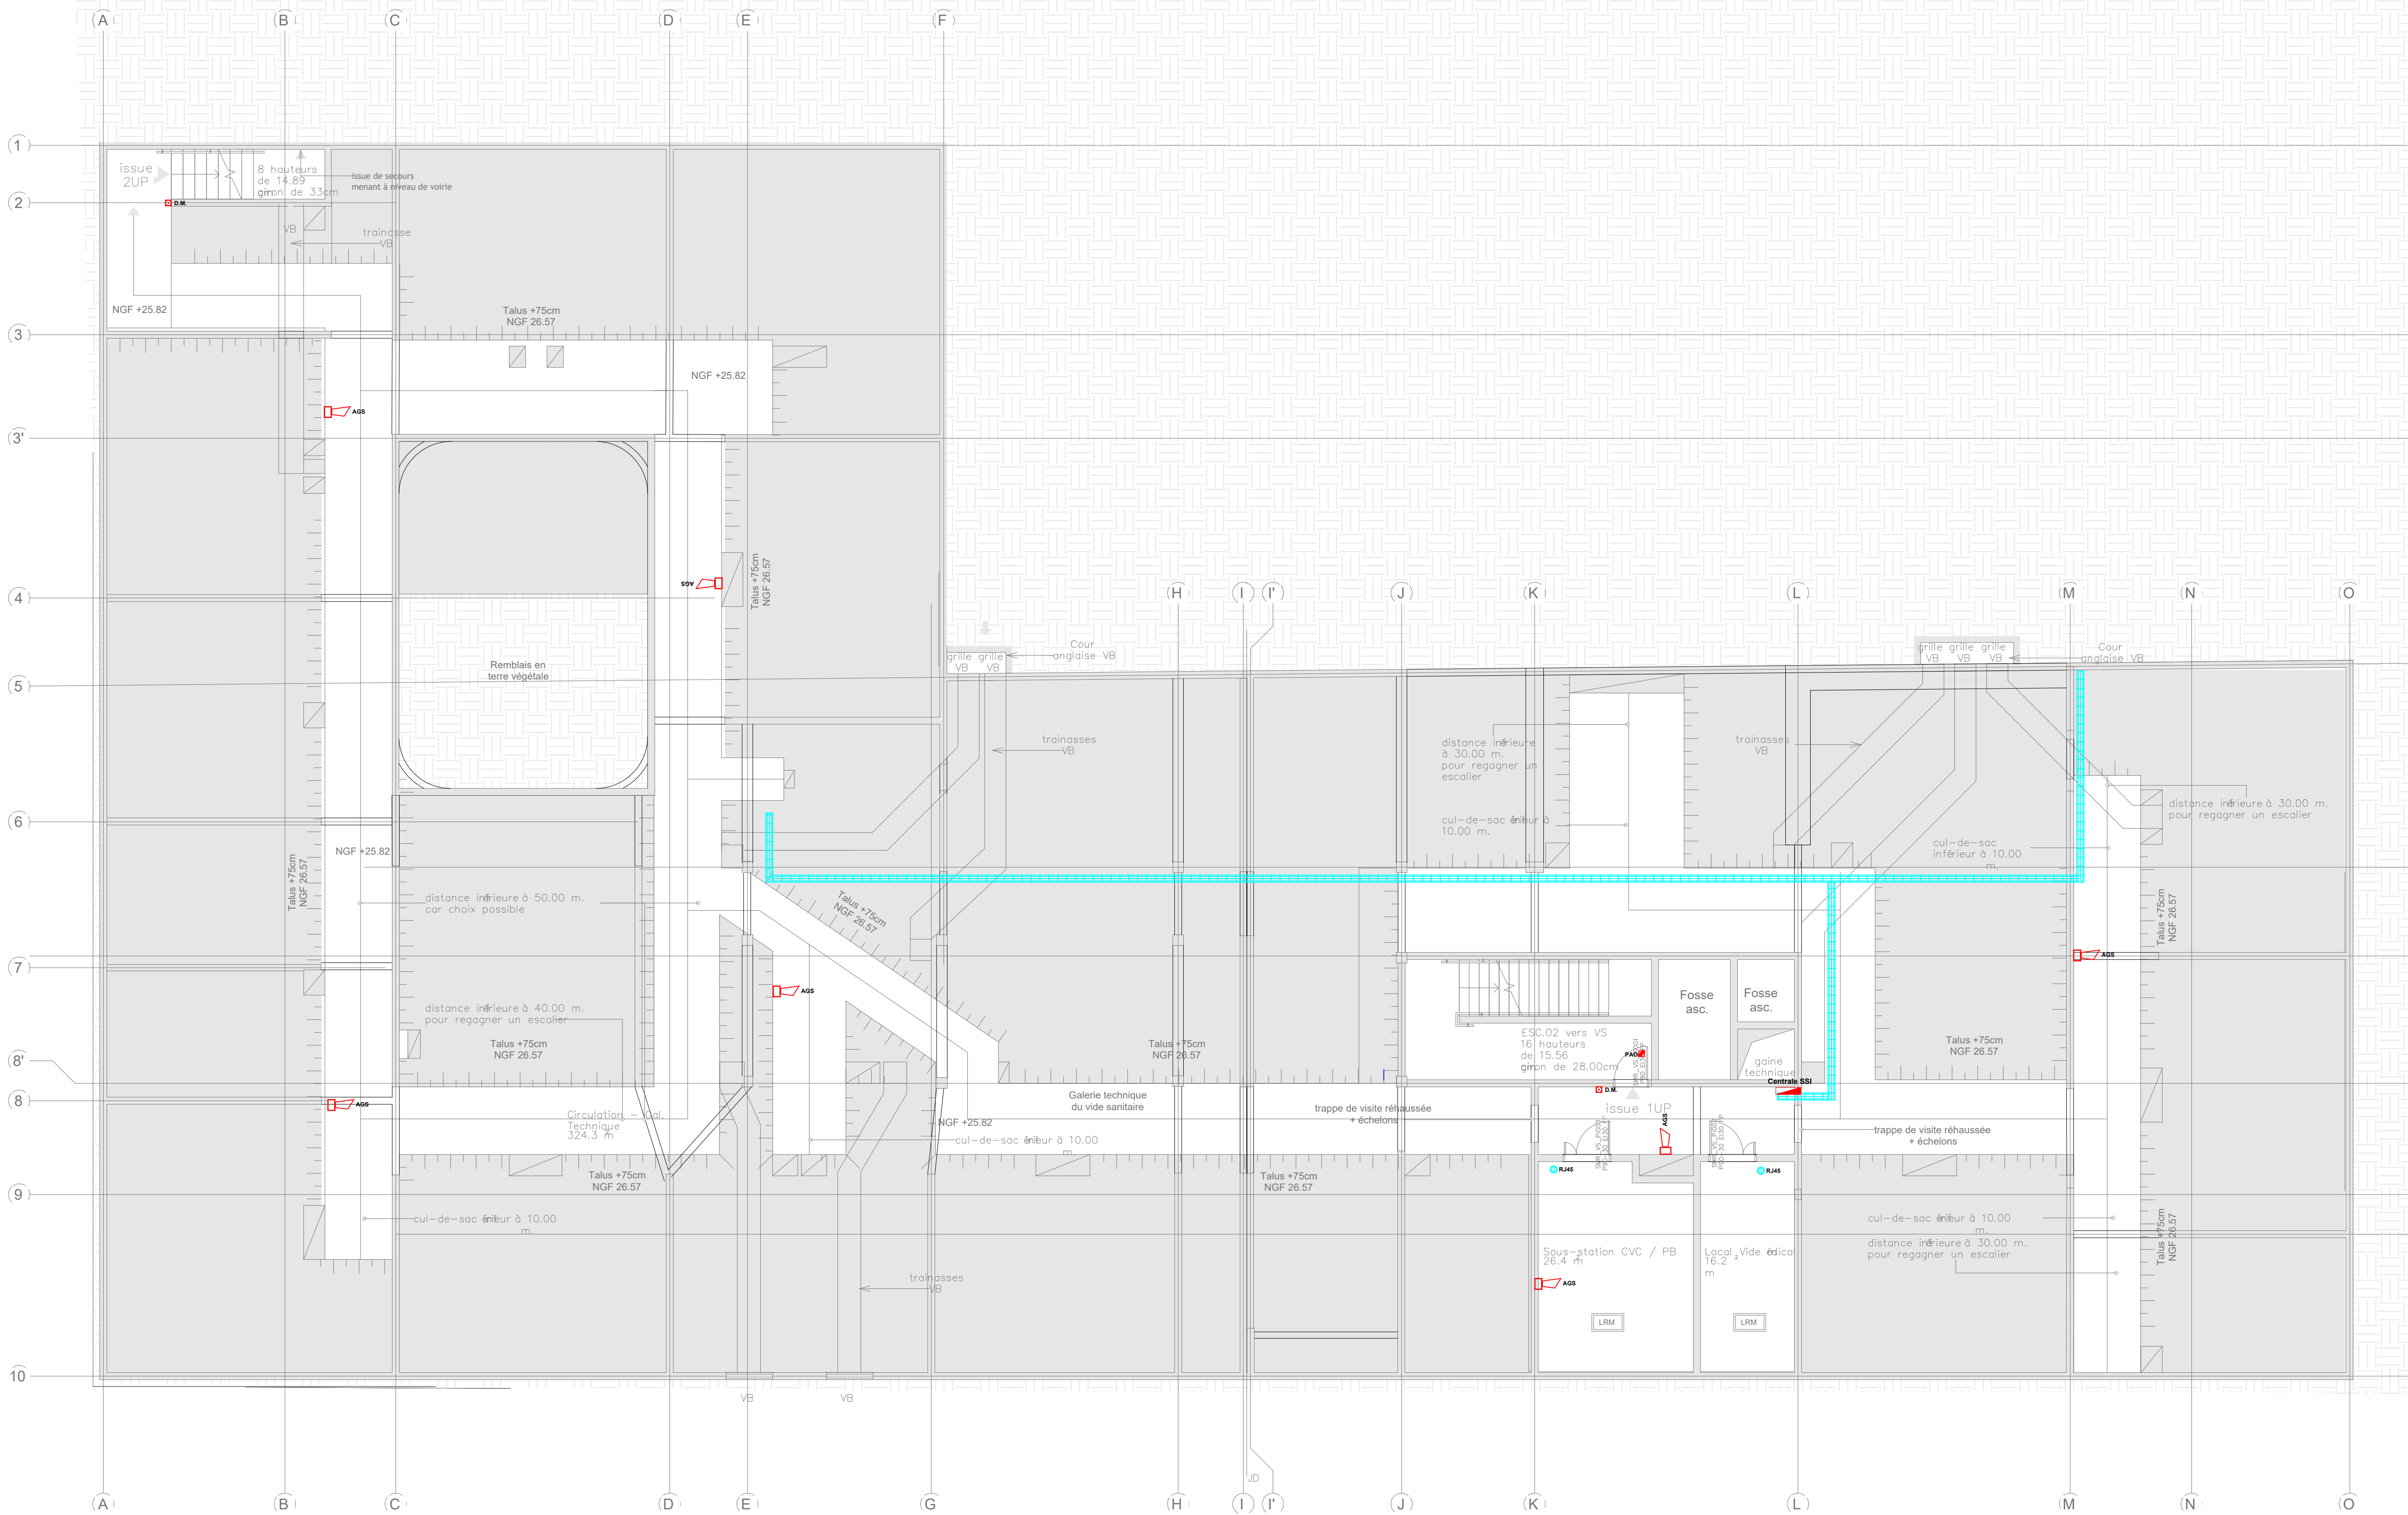 A
B
C
D
E
F
1
issue
2UP
8 hauteurs
de 14.89
giron de 33cm
issue de secours
menant à niveau de voirie
2
D.M.
VB
trainasse
VB
NGF +25.82
Talus +75cm
NGF 26.57
3
NGF +25.82
AGS
3'
Talus +75cm
NGF 26.57
AGS
4
H
I
I'
J
K
L
M
N
O
grille grille
VB VB
Cour
anglaise VB
grille grille grille
VB VB VB
Cour
anglaise VB
Remblais en
terre végétale
5
trainasses
VB
distance inférieure
à 30.00 m.
pour regagner un
escalier
trainasses
VB
distance inférieure à 30.00 m.
pour regagner un escalier
6
cul-de-sac inférieur à
10.00 m.
cul-de-sac
inférieur à 10.00
m.
NGF +25.82
Talus +75cm
NGF 26.57
distance inférieure à 50.00 m.
car choix possible
Talus +75cm
NGF 26.57
Talus +75cm
NGF 26.57
7
AGS
AGS
Fosse
asc.
Fosse
asc.
distance inférieure à 40.00 m.
pour regagner un escalier
Talus +75cm
NGF 26.57
Talus +75cm
NGF 26.57
ESC.02 vers VS
16 hauteurs
de 15.56
giron de 28.00cm
PAG
gaine
technique
Talus +75cm
NGF 26.57
8'
Centrale SSI
D.M.
8
AGS
Galerie technique
du vide sanitaire
trappe de visite réhaussée
+ échelons
issue 1UP
AGS
Circulation - Gal.
Technique
324.3 m
NGF +25.82
cul-de-sac inférieur à 10.00
m.
trappe de visite réhaussée
+ échelons
RJ45
RJ45
Talus +75cm
NGF 26.57
Talus +75cm
NGF 26.57
9
cul-de-sac inférieur à 10.00
m.
cul-de-sac inférieur à 10.00
m.
distance inférieure à 30.00 m.
pour regagner un escalier
Talus +75cm
NGF 26.57
Sous-station CVC / PB
26.4 m²
Local Vide médical
16.2 ²
m
AGS
trainasses
VB
LRM
LRM
10
VB
VB
JD
A
B
C
D
E
G
H
I
I'
J
K
L
M
N
O